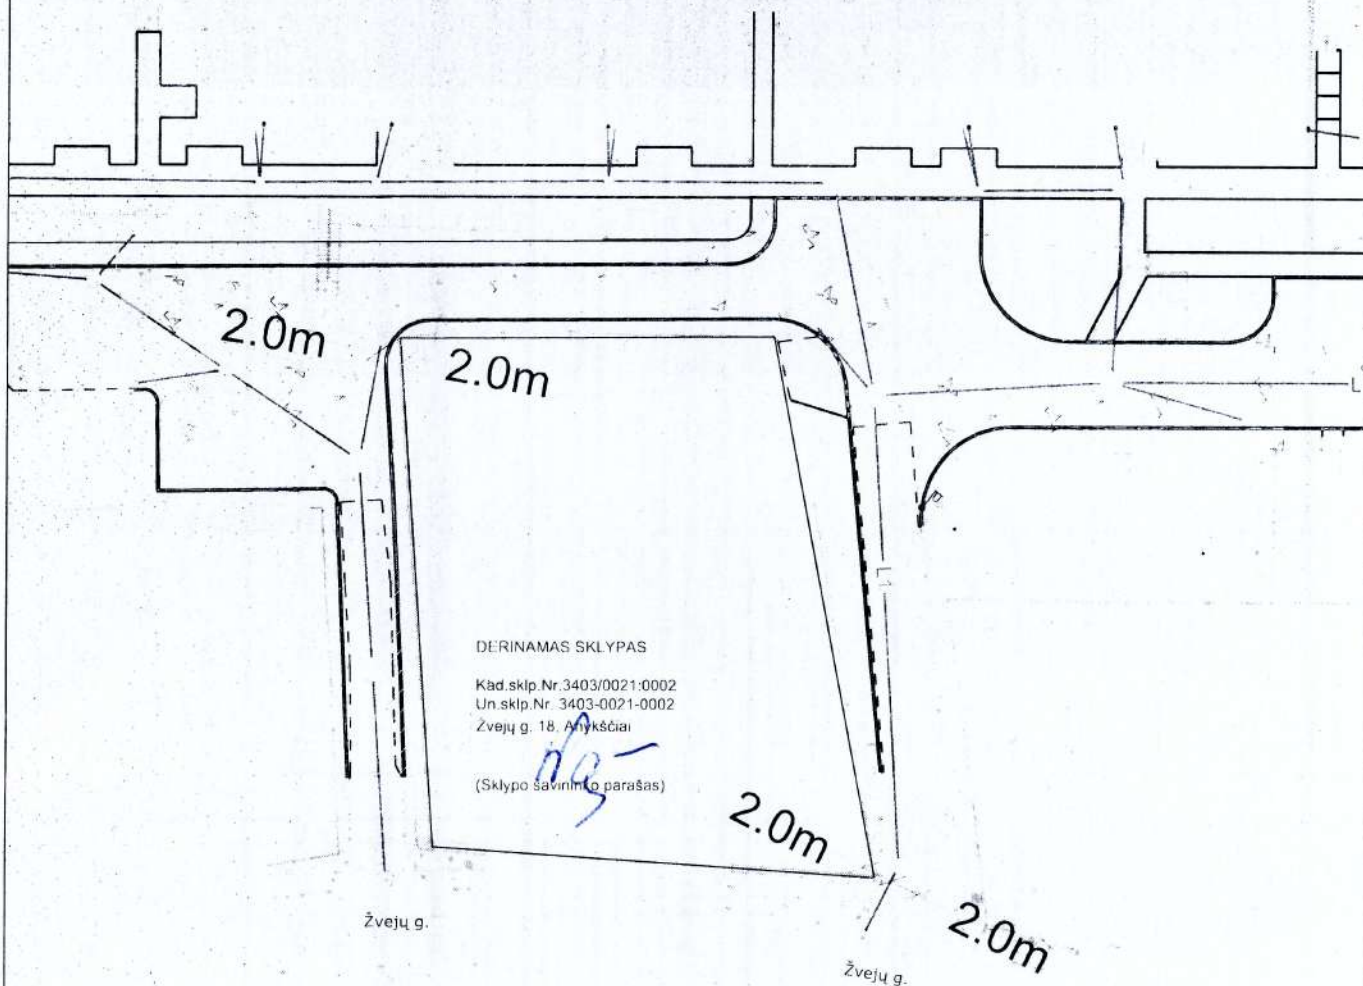 2.0m
2.0m
DERINAMAS SKLYPAS
Kad.sklp.Nr.3403/0021:0002
Un.sklp.Nr. 3403-0021-0002
Žvejų g. 18, Anykščiai
(Sklypo savininko parašas)
2.0m
Žvejų g.
2.0m
Žvejų g.